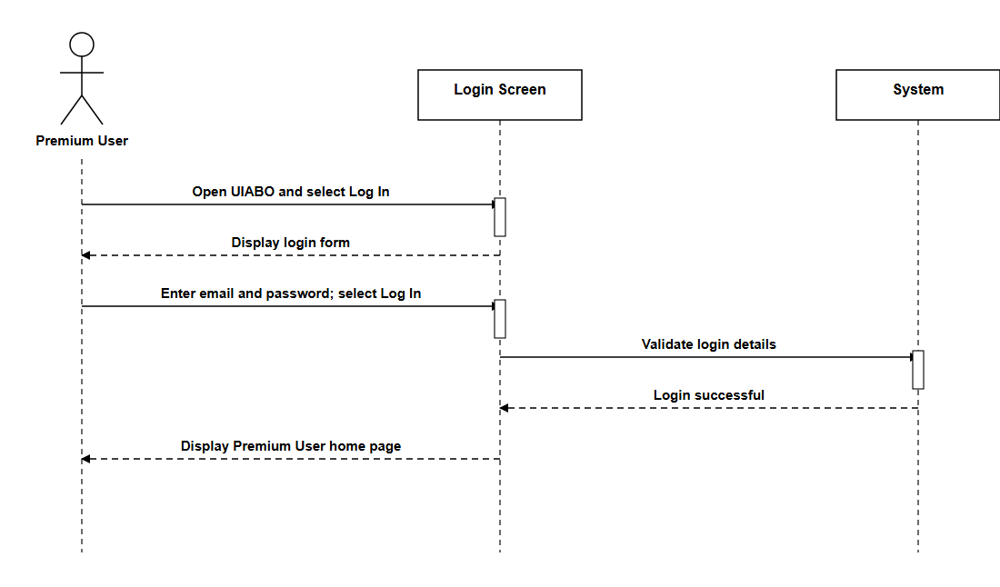 Login Screen
System
Premium User
Open UIABO and select Log In
Display login form
Enter email and password; select Log In
Validate login details
Login successful
Display Premium User home page